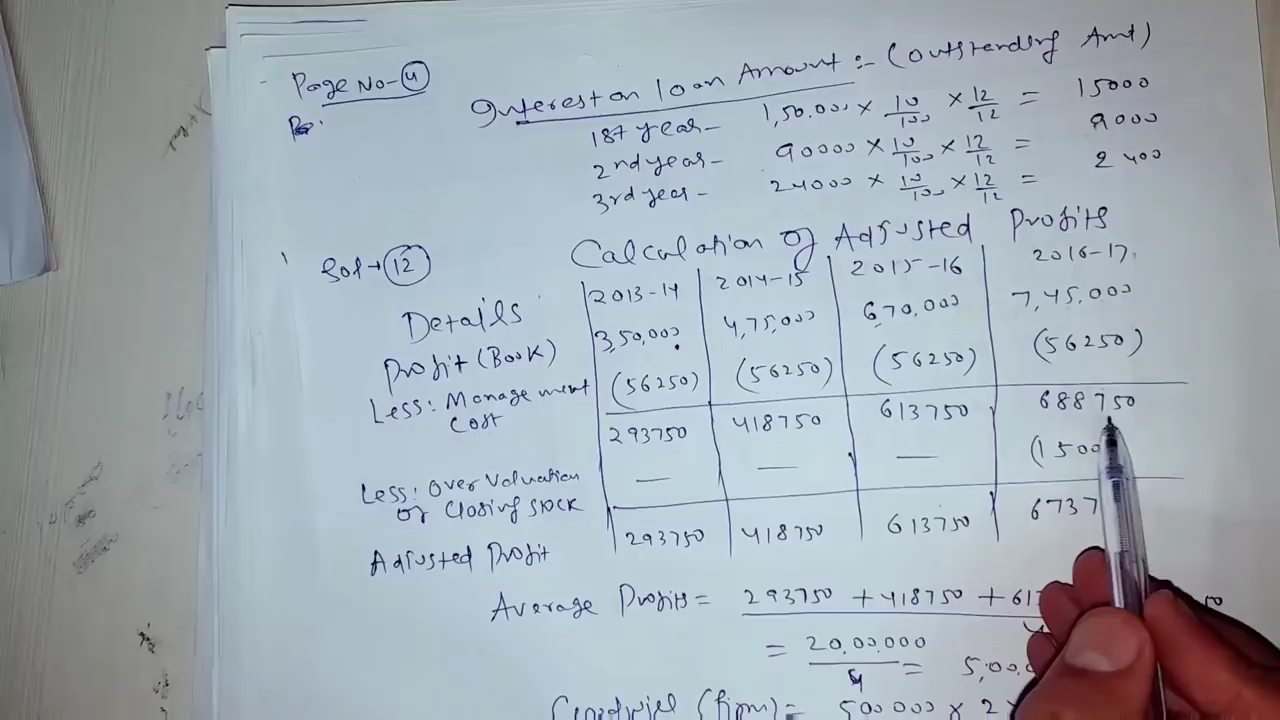 Page No-4
Interest on loan Amount:- (Outstanding Amt)
1st year- 1,50,000 × 10/100 × 12/12 = 15000
2nd year- 90000 × 10/100 × 12/12 = 9000
3rd year- 24000 × 10/100 × 12/12 = 2400
Sol → 12
Calculation of Adjusted Profits
Details 2013-14 2014-15 2015-16 2016-17
Profit (Book) 3,50,000 4,75,000 6,70,000 7,45,000
Less: Management Cost (56250) (56250) (56250) (56250)
293750 418750 613750 688750
Less: Over Valuation of Closing Stock — — — (1500
Adjusted Profit 293750 418750 613750 6737
Average Profits = 293750 + 418750 + 61
= 20,00,000 / 4 = 5,00,0
Goodwill (firm) = 500000 × 2